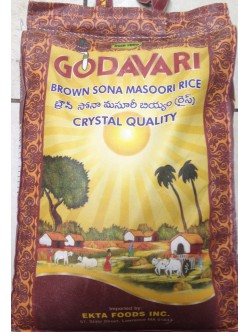 GODAVARI
BROWN SONA MASOORI RICE
బ్రౌన్ సోనా మసూరీ బియ్యం (రైస్)
CRYSTAL QUALITY
Imported by
EKTA FOODS INC.